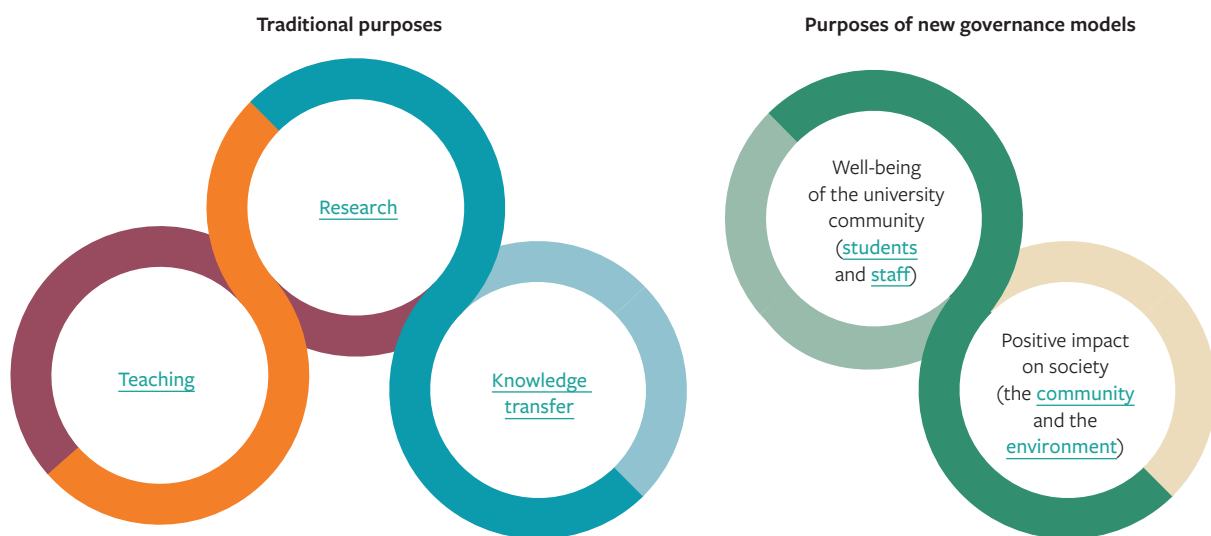 Traditional purposes
Purposes of new governance models
Research
Teaching
Knowledge
transfer
Well-being
of the university
community
(students
and staff)
Positive impact
on society
(the community
and the
environment)